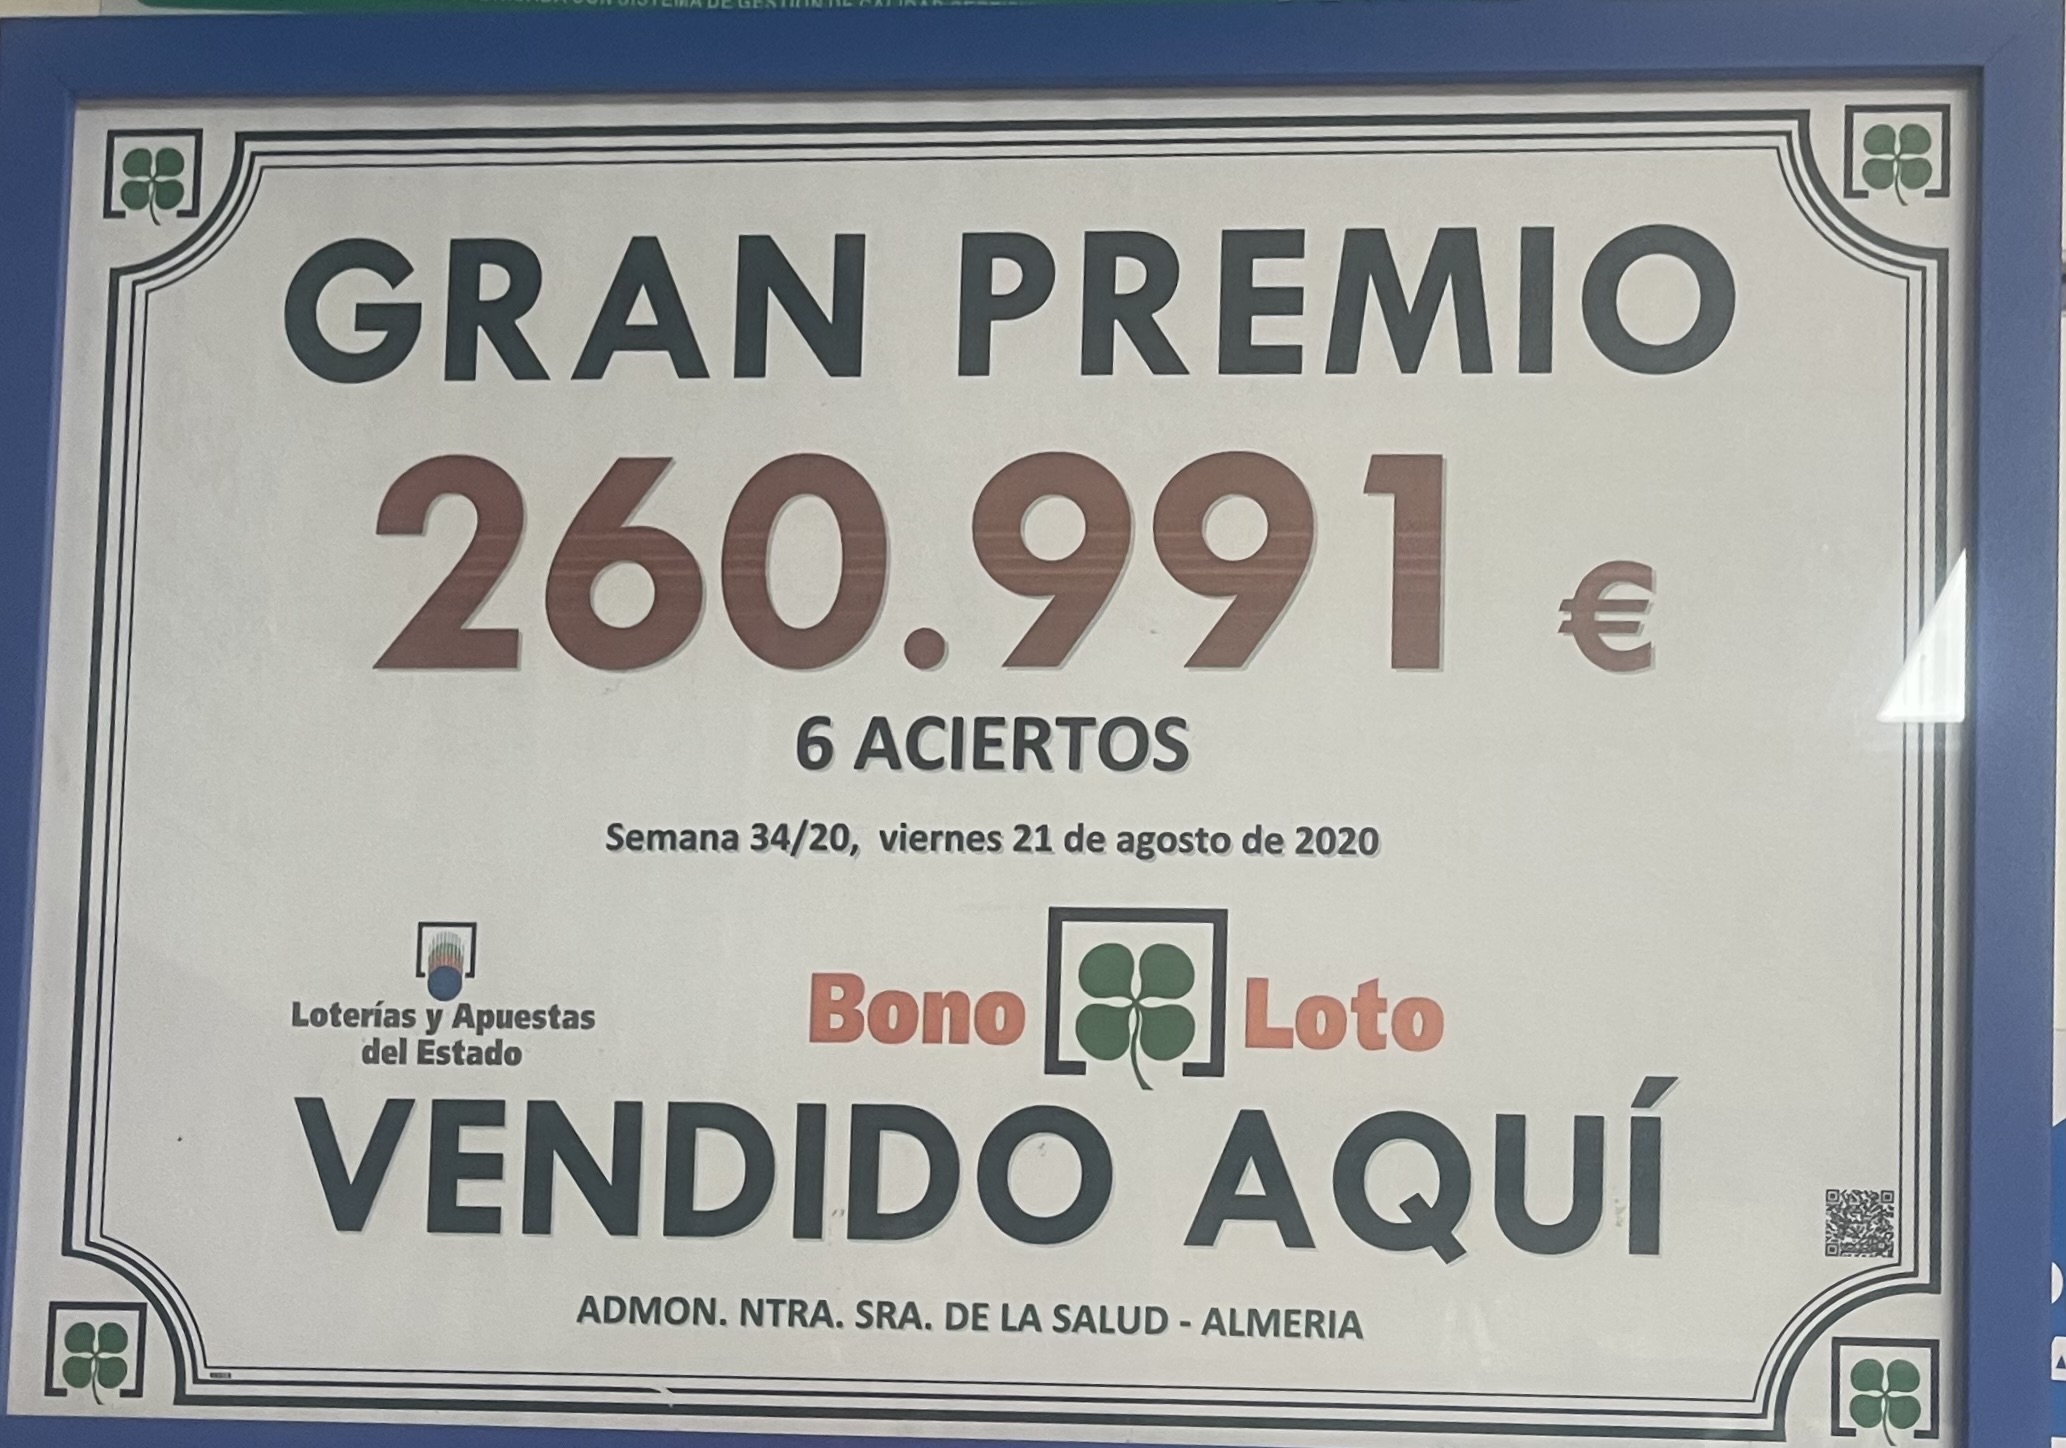 GRAN PREMIO
260.991 €
6 ACIERTOS
Semana 34/20, viernes 21 de agosto de 2020
Loterías y Apuestas
del Estado
Bono Loto
VENDIDO AQUÍ
ADMON. NTRA. SRA. DE LA SALUD - ALMERIA